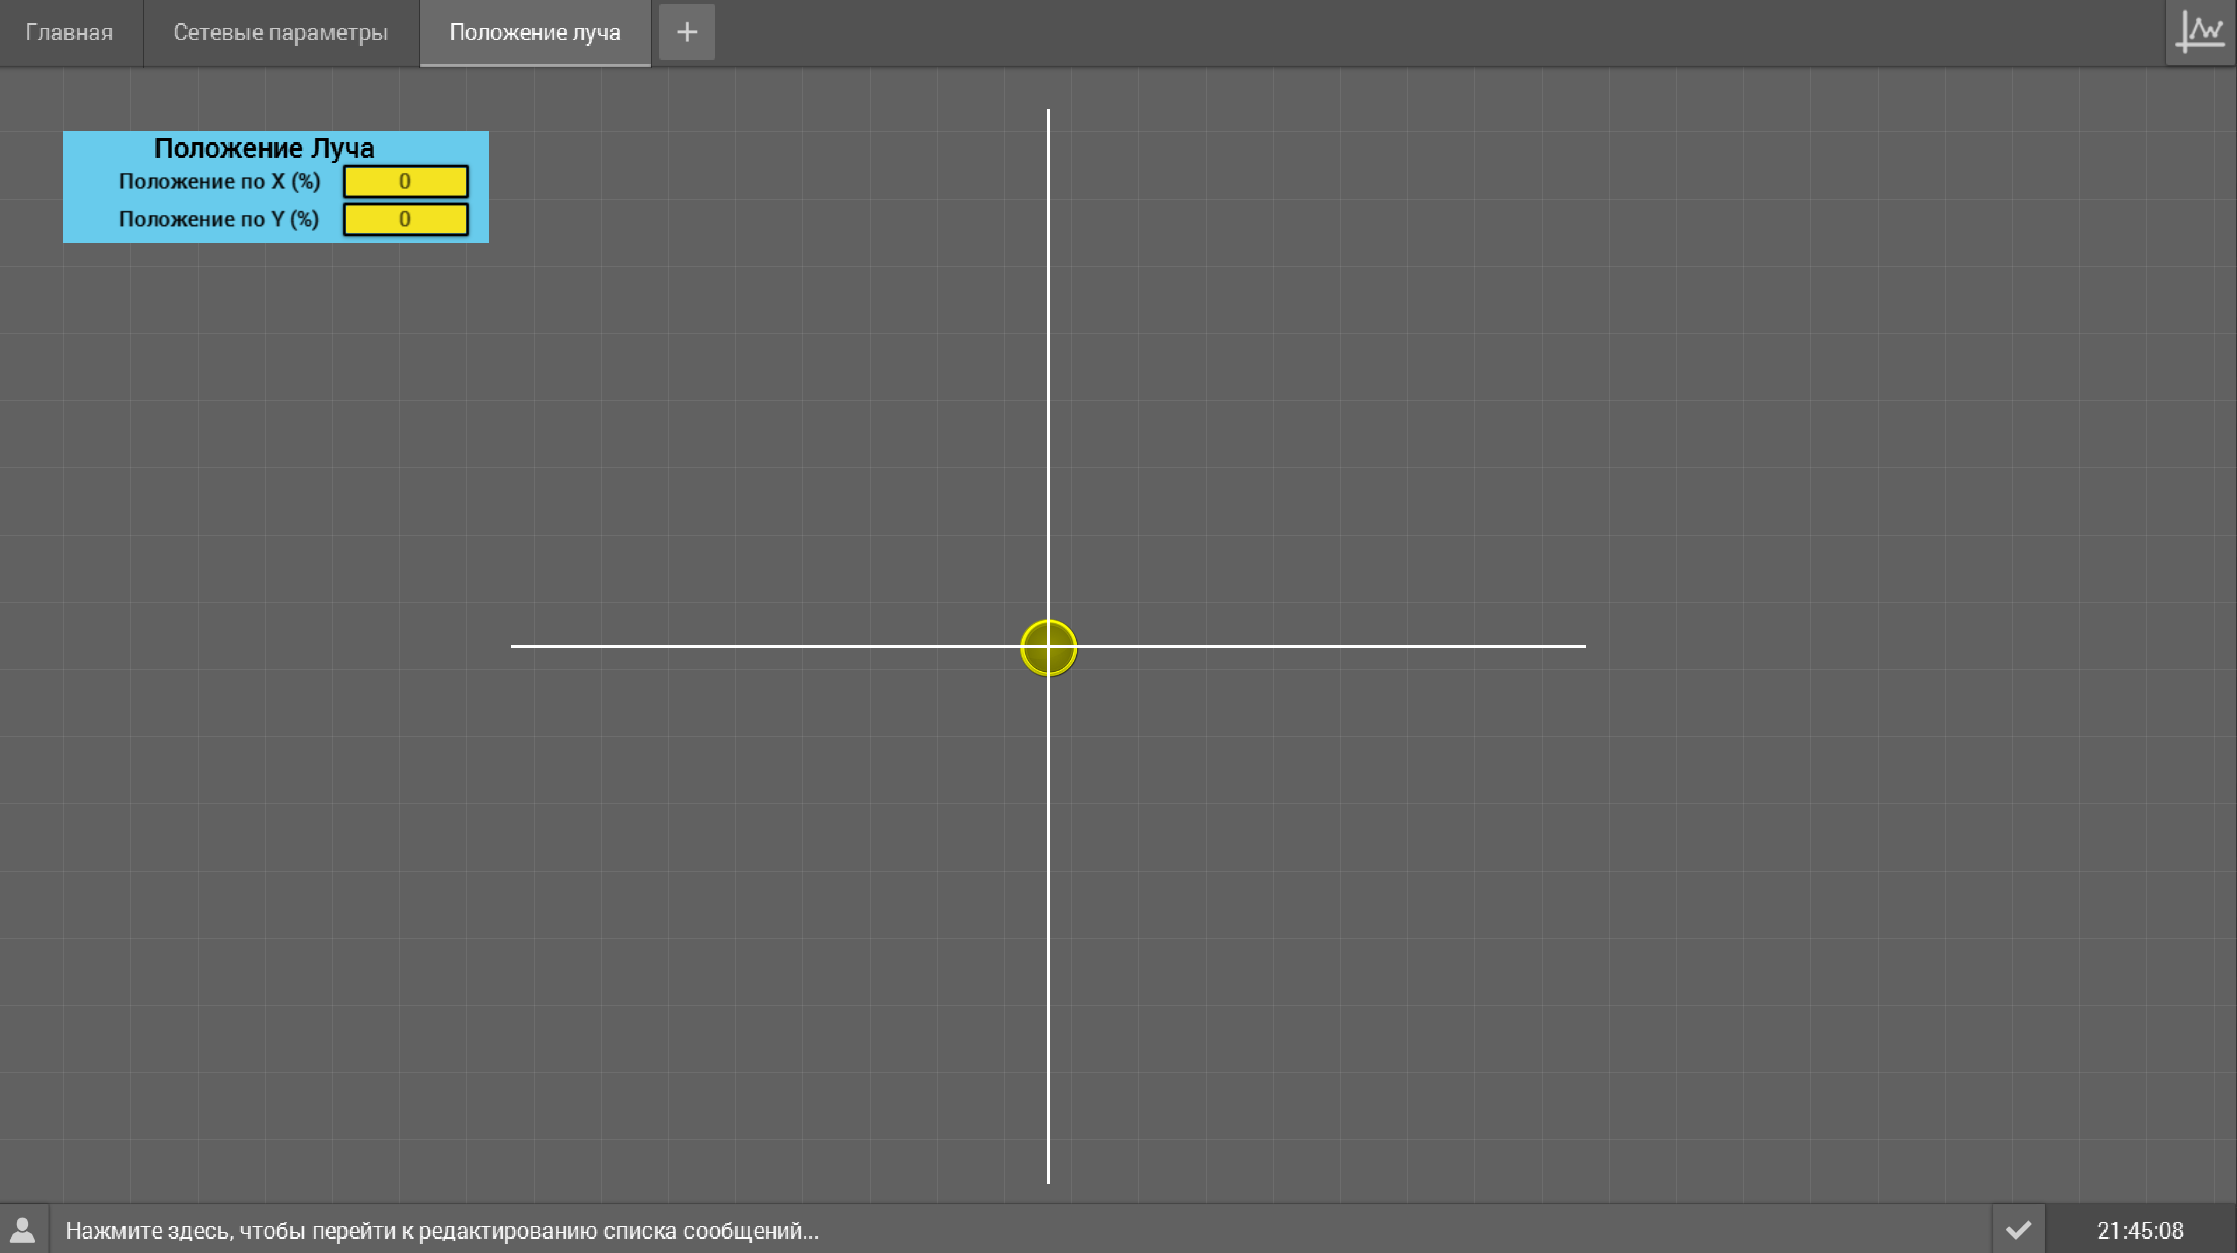 Главная
Сетевые параметры
Положение луча
+
Положение Луча
Положение по X (%) 0
Положение по Y (%) 0
Нажмите здесь, чтобы перейти к редактированию списка сообщений...
21:45:08